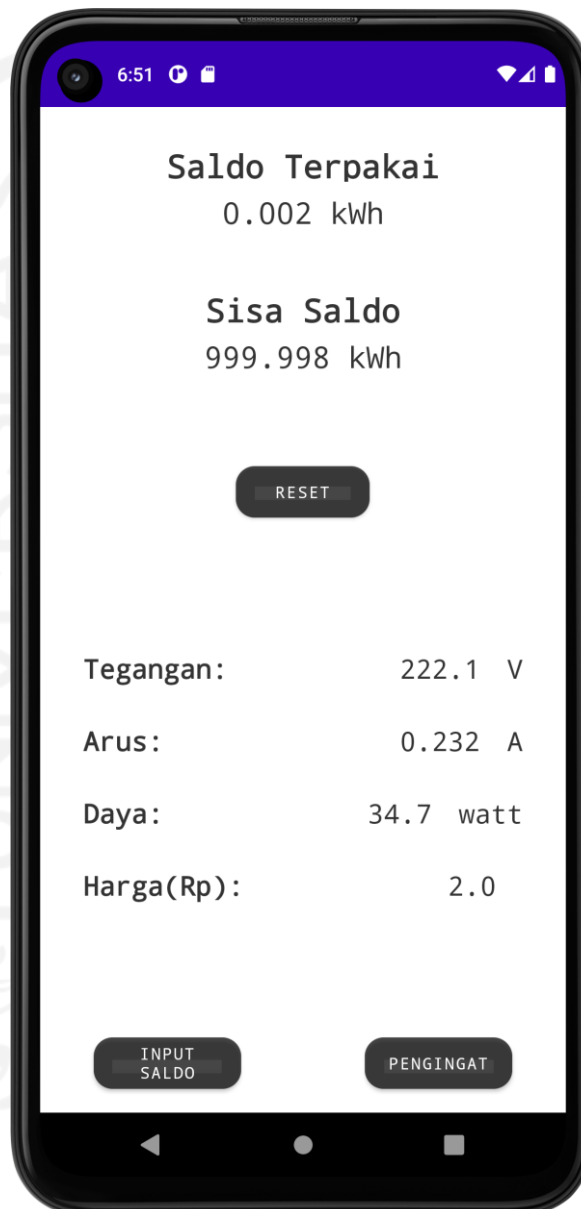 6:51
Saldo Terpakai
0.002 kWh
Sisa Saldo
999.998 kWh
RESET
Tegangan: 222.1 V
Arus: 0.232 A
Daya: 34.7 watt
Harga(Rp): 2.0
INPUT
SALDO
PENGINGAT